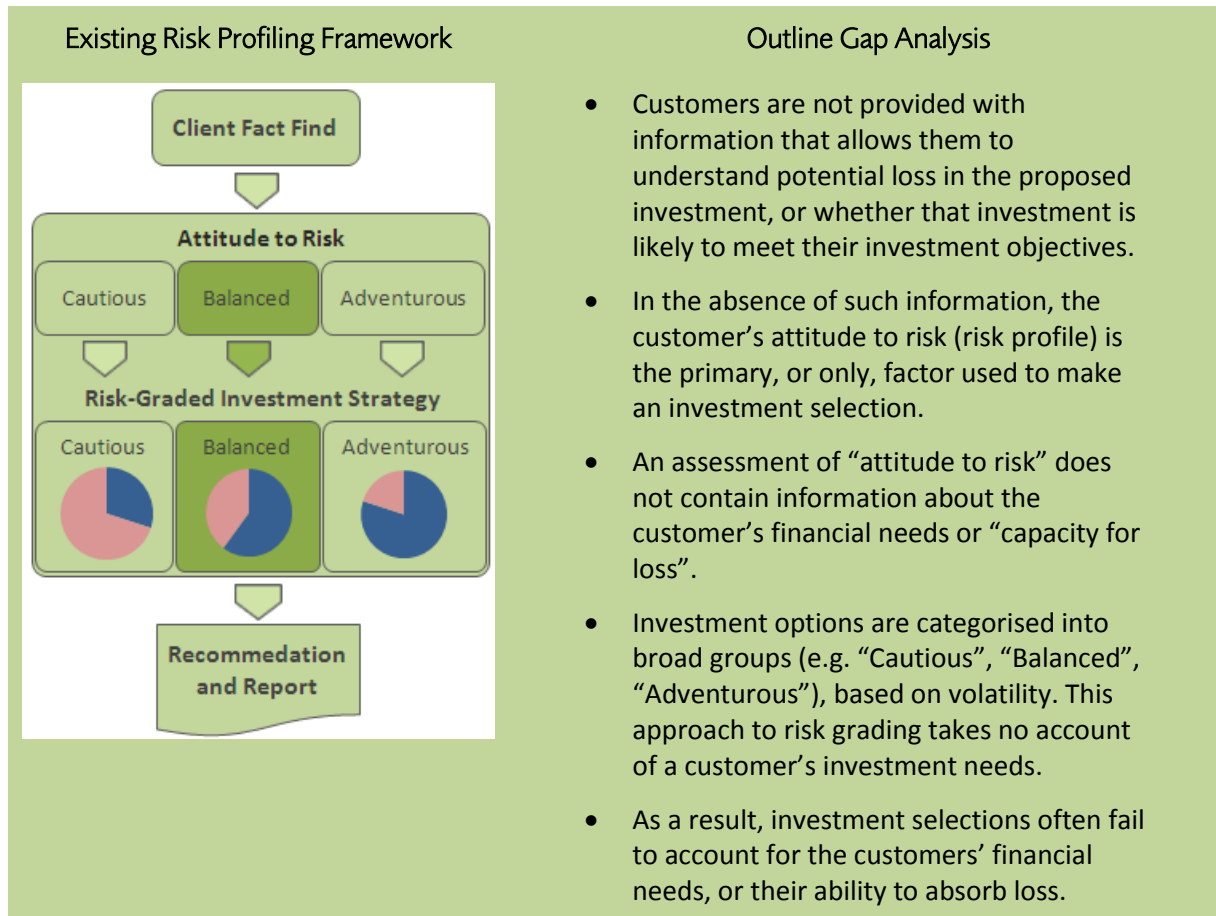 Existing Risk Profiling Framework
Client Fact Find
Attitude to Risk
Cautious
Balanced
Adventurous
Risk-Graded Investment Strategy
Cautious
Balanced
Adventurous
Recommedation
and Report
Outline Gap Analysis
• Customers are not provided with
information that allows them to
understand potential loss in the proposed
investment, or whether that investment is
likely to meet their investment objectives.
• In the absence of such information, the
customer’s attitude to risk (risk profile) is
the primary, or only, factor used to make
an investment selection.
• An assessment of “attitude to risk” does
not contain information about the
customer’s financial needs or “capacity for
loss”.
• Investment options are categorised into
broad groups (e.g. “Cautious”, “Balanced”,
“Adventurous”), based on volatility. This
approach to risk grading takes no account
of a customer’s investment needs.
• As a result, investment selections often fail
to account for the customers’ financial
needs, or their ability to absorb loss.